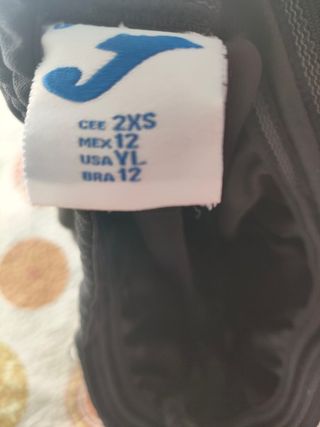 CEE 2XS
MEX 12
USA YL
BRA 12